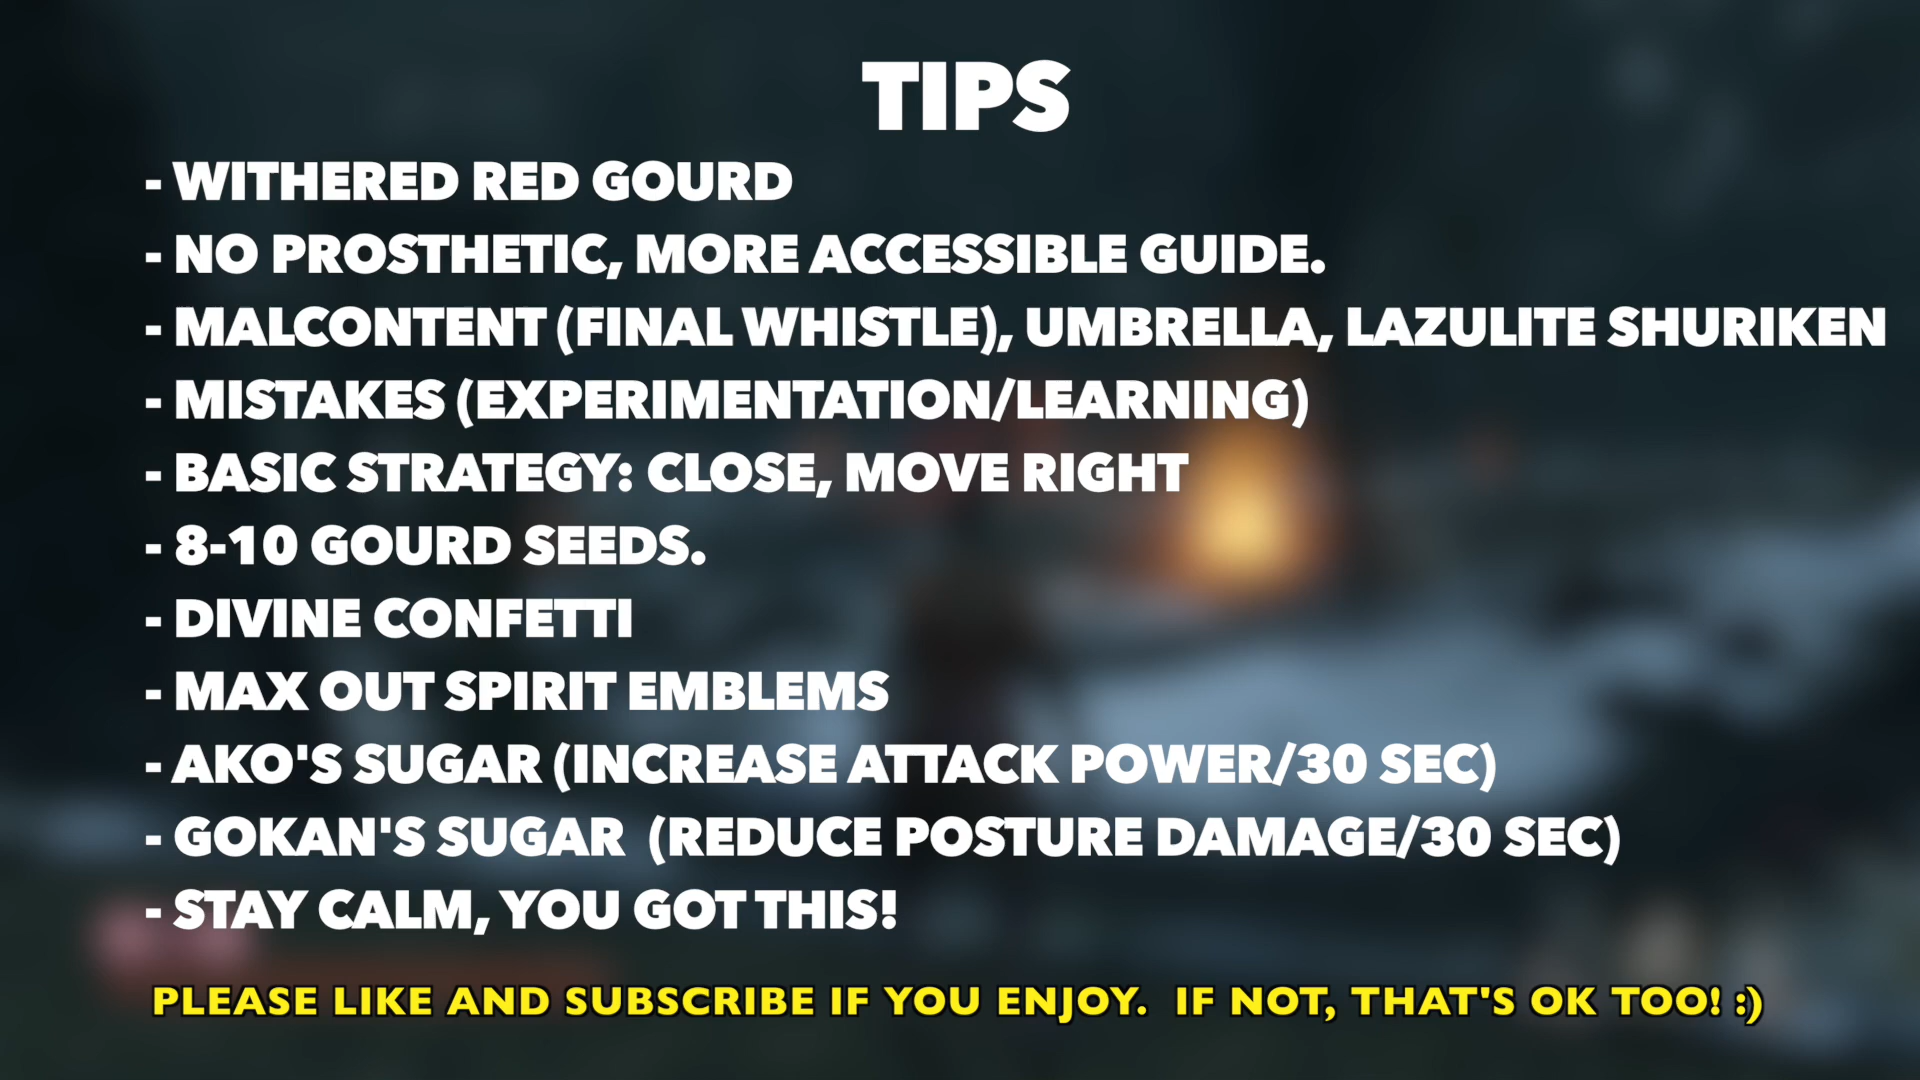 TIPS
- WITHERED RED GOURD
- NO PROSTHETIC, MORE ACCESSIBLE GUIDE.
- MALCONTENT (FINAL WHISTLE), UMBRELLA, LAZULITE SHURIKEN
- MISTAKES (EXPERIMENTATION/LEARNING)
- BASIC STRATEGY: CLOSE, MOVE RIGHT
- 8-10 GOURD SEEDS.
- DIVINE CONFETTI
- MAX OUT SPIRIT EMBLEMS
- AKO'S SUGAR (INCREASE ATTACK POWER/30 SEC)
- GOKAN'S SUGAR  (REDUCE POSTURE DAMAGE/30 SEC)
- STAY CALM, YOU GOT THIS!
PLEASE LIKE AND SUBSCRIBE IF YOU ENJOY.  IF NOT, THAT'S OK TOO! :)